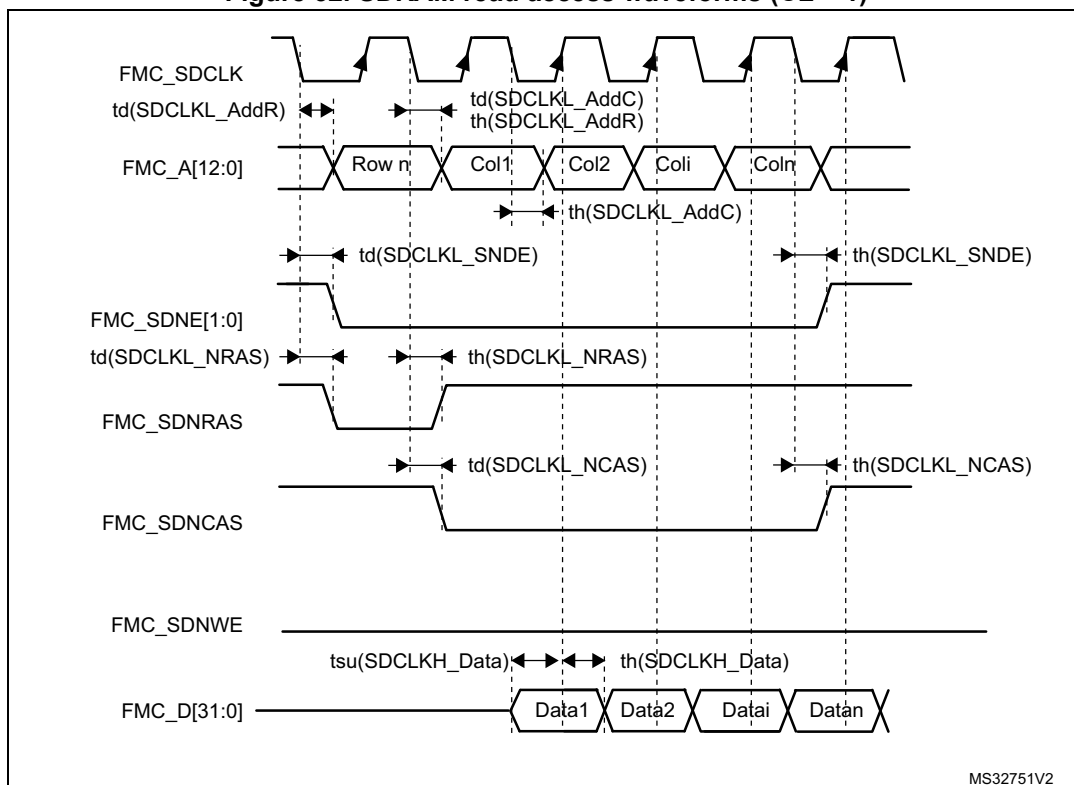 Figure SDRAM read access waveforms (CL = 1)
FMC_SDCLK
td(SDCLKL_AddR)
td(SDCLKL_AddC)
th(SDCLKL_AddR)
FMC_A[12:0]
Row n
Col1
Col2
Coli
Coln
th(SDCLKL_AddC)
td(SDCLKL_SNDE)
th(SDCLKL_SNDE)
FMC_SDNE[1:0]
td(SDCLKL_NRAS)
th(SDCLKL_NRAS)
FMC_SDNRAS
td(SDCLKL_NCAS)
th(SDCLKL_NCAS)
FMC_SDNCAS
FMC_SDNWE
tsu(SDCLKH_Data)
th(SDCLKH_Data)
FMC_D[31:0]
Data1
Data2
Datai
Datan
MS32751V2